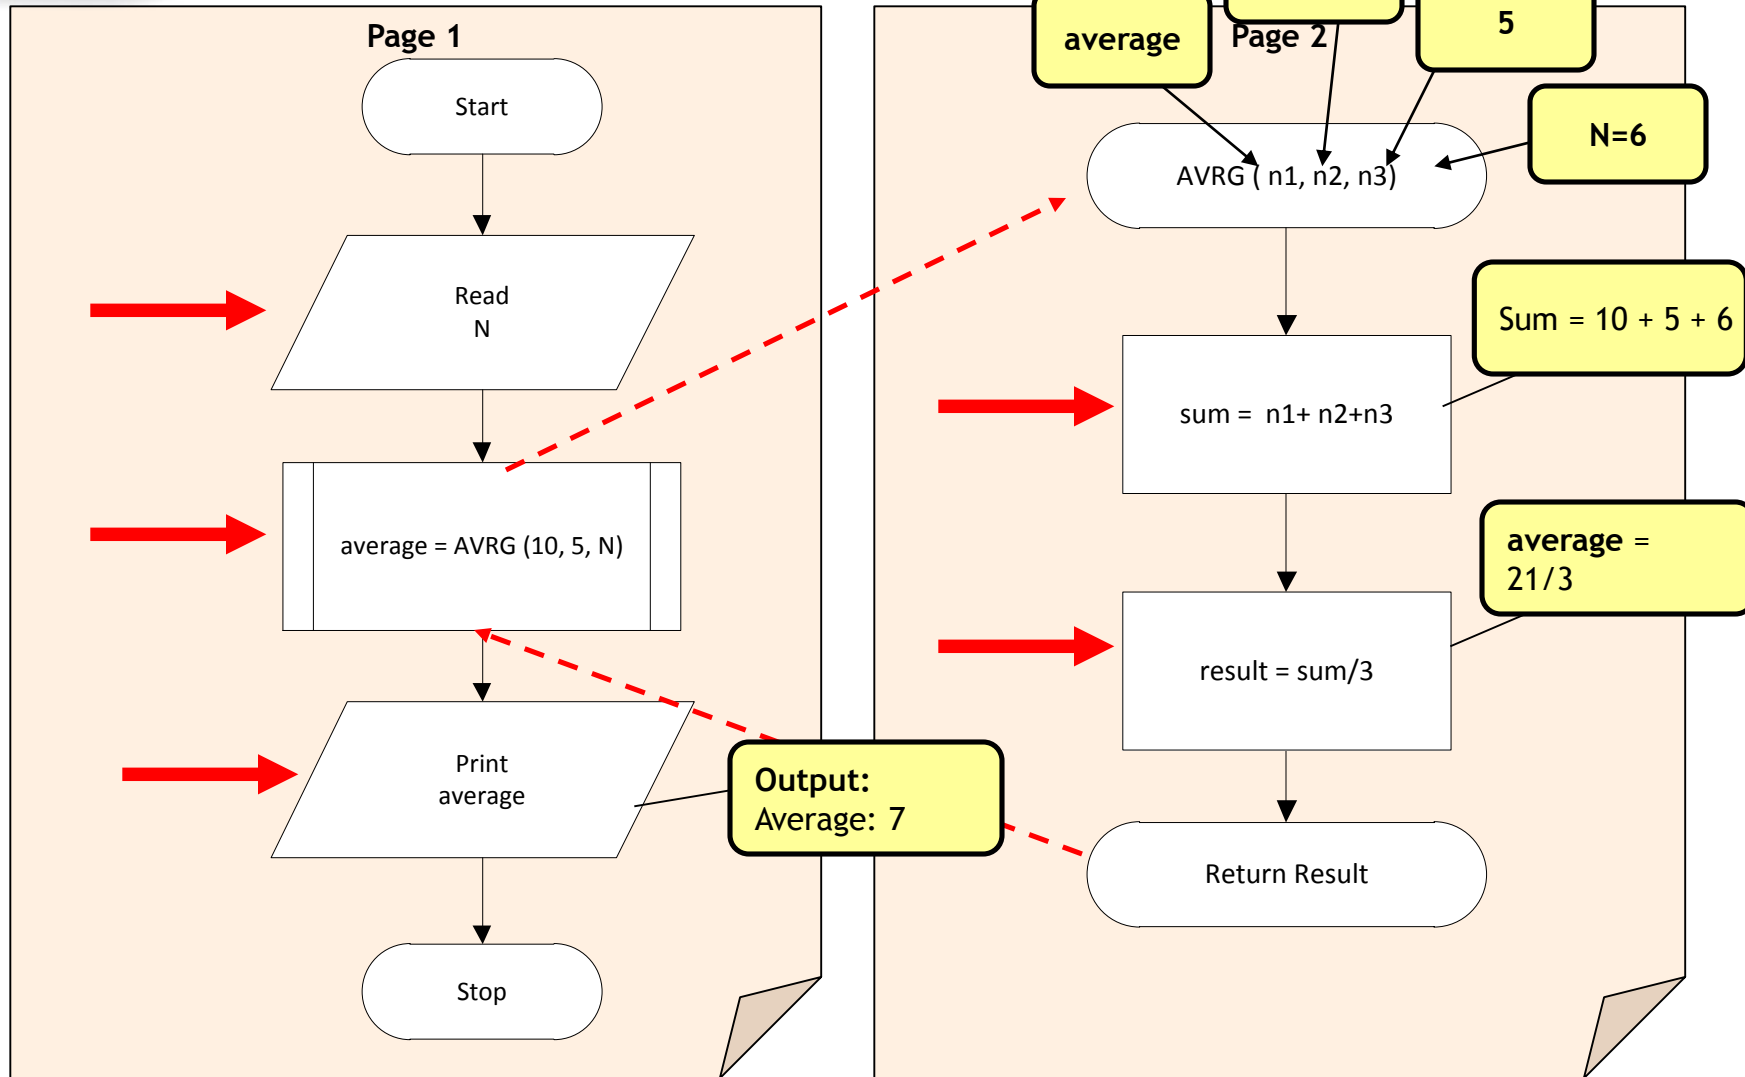 Page 1
Start
Read
N
average = AVRG (10, 5, N)
Print
average
Stop
Output:
Average: 7
Page 2
average
5
N=6
AVRG ( n1, n2, n3)
Sum = 10 + 5 + 6
sum =  n1+ n2+n3
average =
21/3
result = sum/3
Return Result